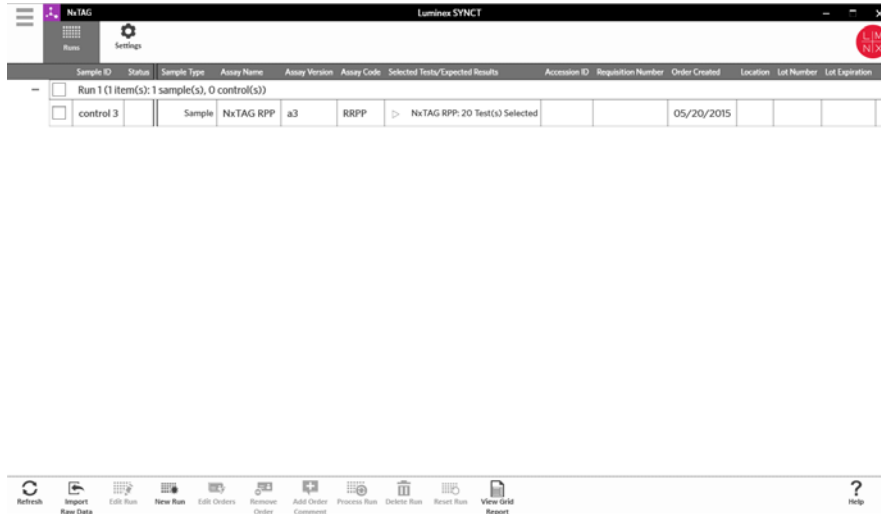 NxTAG
Luminex SYNCT
Runs
Settings
LM
NX
Sample ID Status Sample Type Assay Name Assay Version Assay Code Selected Tests/Expected Results Accession ID Requisition Number Order Created Location Lot Number Lot Expiration
Run 1 (1 item(s): 1 sample(s), 0 control(s))
control 3 Sample NxTAG RPP a3 RRPP NxTAG RPP: 20 Test(s) Selected 05/20/2015
Refresh Import Edit Run New Run Edit Orders Remove Add Order Process Run Delete Run Reset Run View Grid Help
Raw Data Order Comment Report